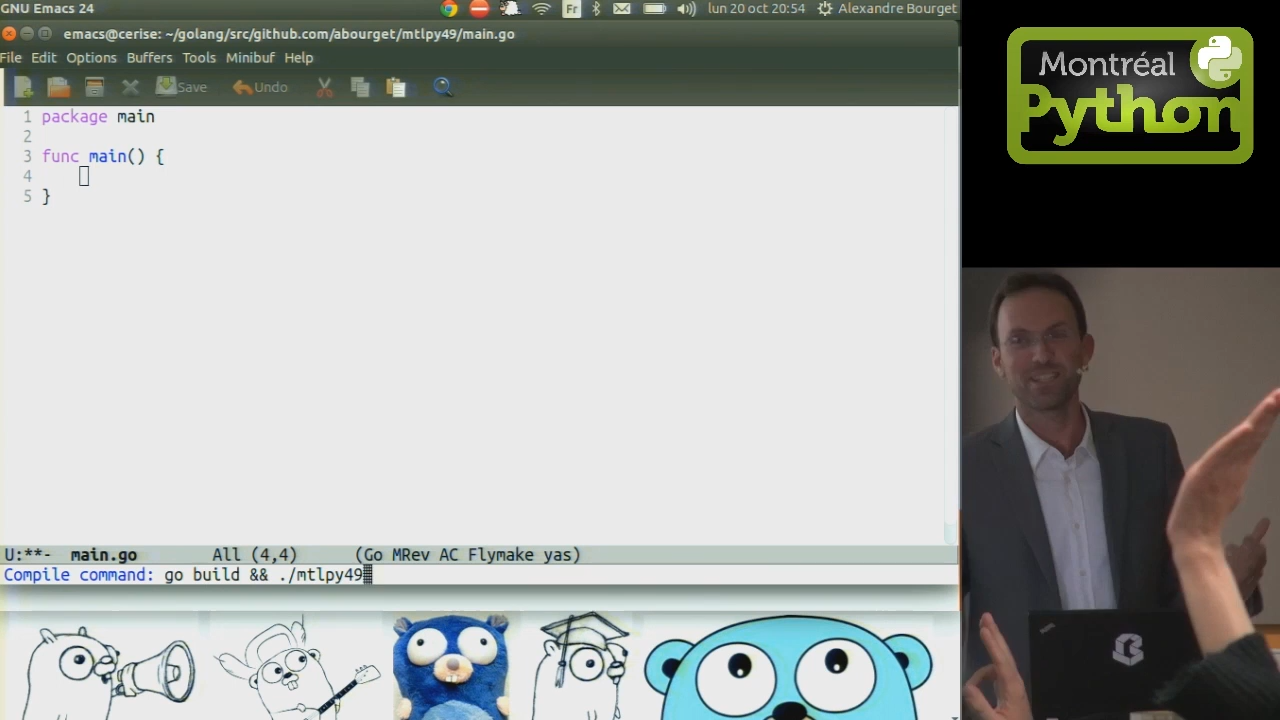 GNU Emacs 24
Fr
lun 20 oct 20:54
Alexandre Bourget
emacs@cerise: ~/golang/src/github.com/abourget/mtlpy49/main.go
File Edit Options Buffers Tools Minibuf Help
Save
Undo
1 package main
2
3 func main() {
4
5 }
U:**- main.go All (4,4) (Go MRev AC Flymake yas)
Compile command: go build && ./mtlpy49
Montréal
Python